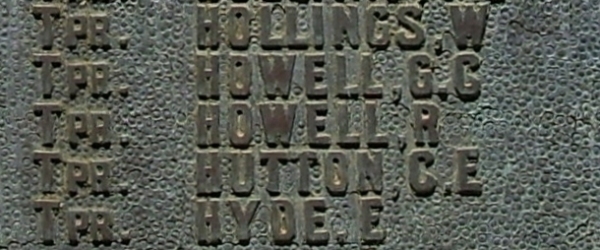 TPR. HOLLINGS, W
TPR. HOWELL, G.C
TPR. HOWELL, R
TPR. HUTTON, C.E
TPR. HYDE. E